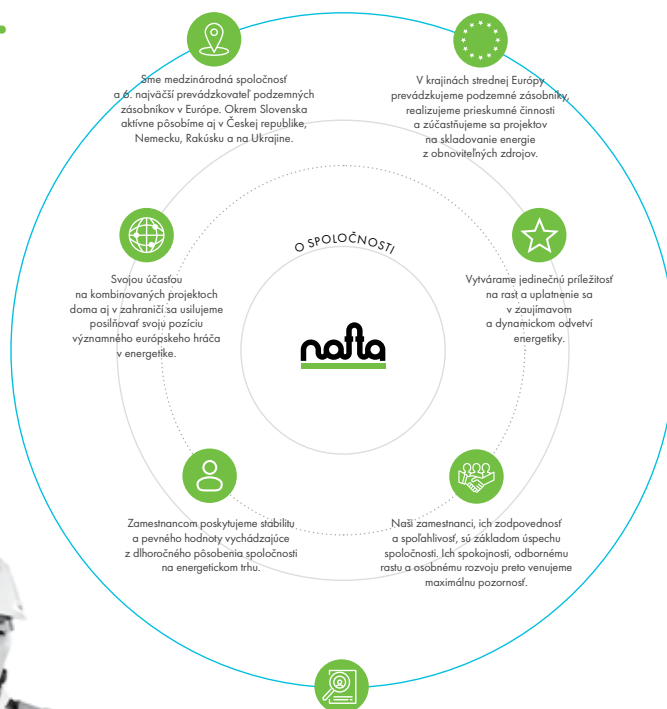 Sme medzinárodná spoločnosť
a 6. najväčší prevádzkovateľ podzemných
zásobníkov v Európe. Okrem Slovenska
aktívne pôsobíme aj v Českej republike,
Nemecku, Rakúsku a na Ukrajine.
V krajinách strednej Európy
prevádzkujeme podzemné zásobníky,
realizujeme prieskumné činnosti
a zúčastňujeme sa projektov
na skladovanie energie
z obnoviteľných zdrojov.
O SPOLOČNOSTI
nafta
Svojou účasťou
na kombinovaných projektoch
doma aj v zahraničí sa usilujeme
posilňovať svoju pozíciu
významného európskeho hráča
v energetike.
Vytvárame jedinečnú príležitosť
na rast a uplatnenie sa
v zaujímavom
a dynamickom odvetví
energetiky.
Zamestnancom poskytujeme stabilitu
a pevného hodnoty vychádzajúce
z dlhoročného pôsobenia spoločnosti
na energetickom trhu.
Naši zamestnanci, ich zodpovednosť
a spoľahlivosť, sú základom úspechu
spoločnosti. Ich spokojnosti, odbornému
rastu a osobnému rozvoju preto venujeme
maximálnu pozornosť.